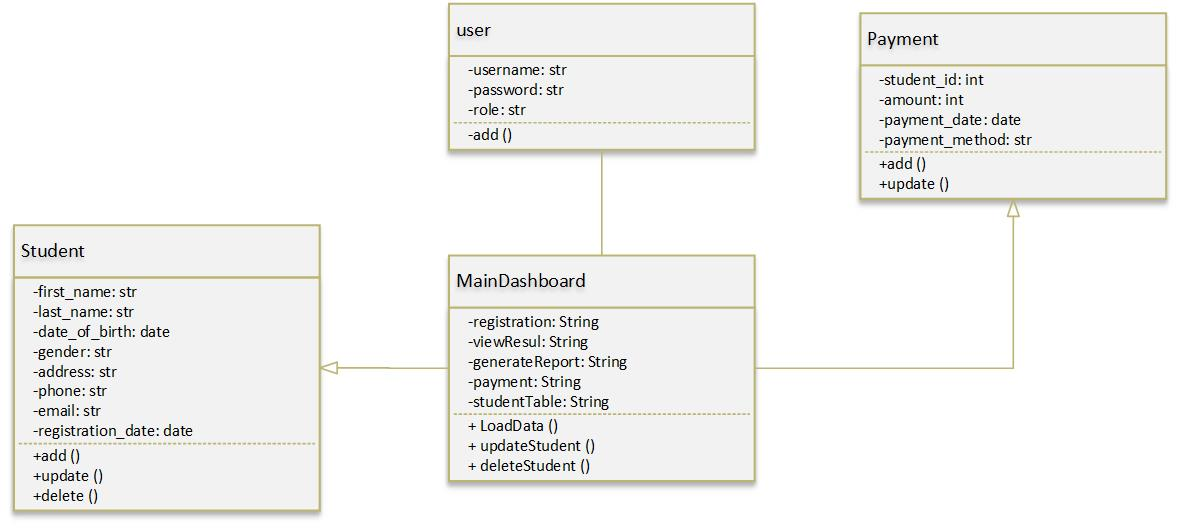 user
-username: str
-password: str
-role: str
-add ()
Payment
-student_id: int
-amount: int
-payment_date: date
-payment_method: str
+add ()
+update ()
Student
-first_name: str
-last_name: str
-date_of_birth: date
-gender: str
-address: str
-phone: str
-email: str
-registration_date: date
+add ()
+update ()
+delete ()
MainDashboard
-registration: String
-viewResul: String
-generateReport: String
-payment: String
-studentTable: String
+ LoadData ()
+ updateStudent ()
+ deleteStudent ()